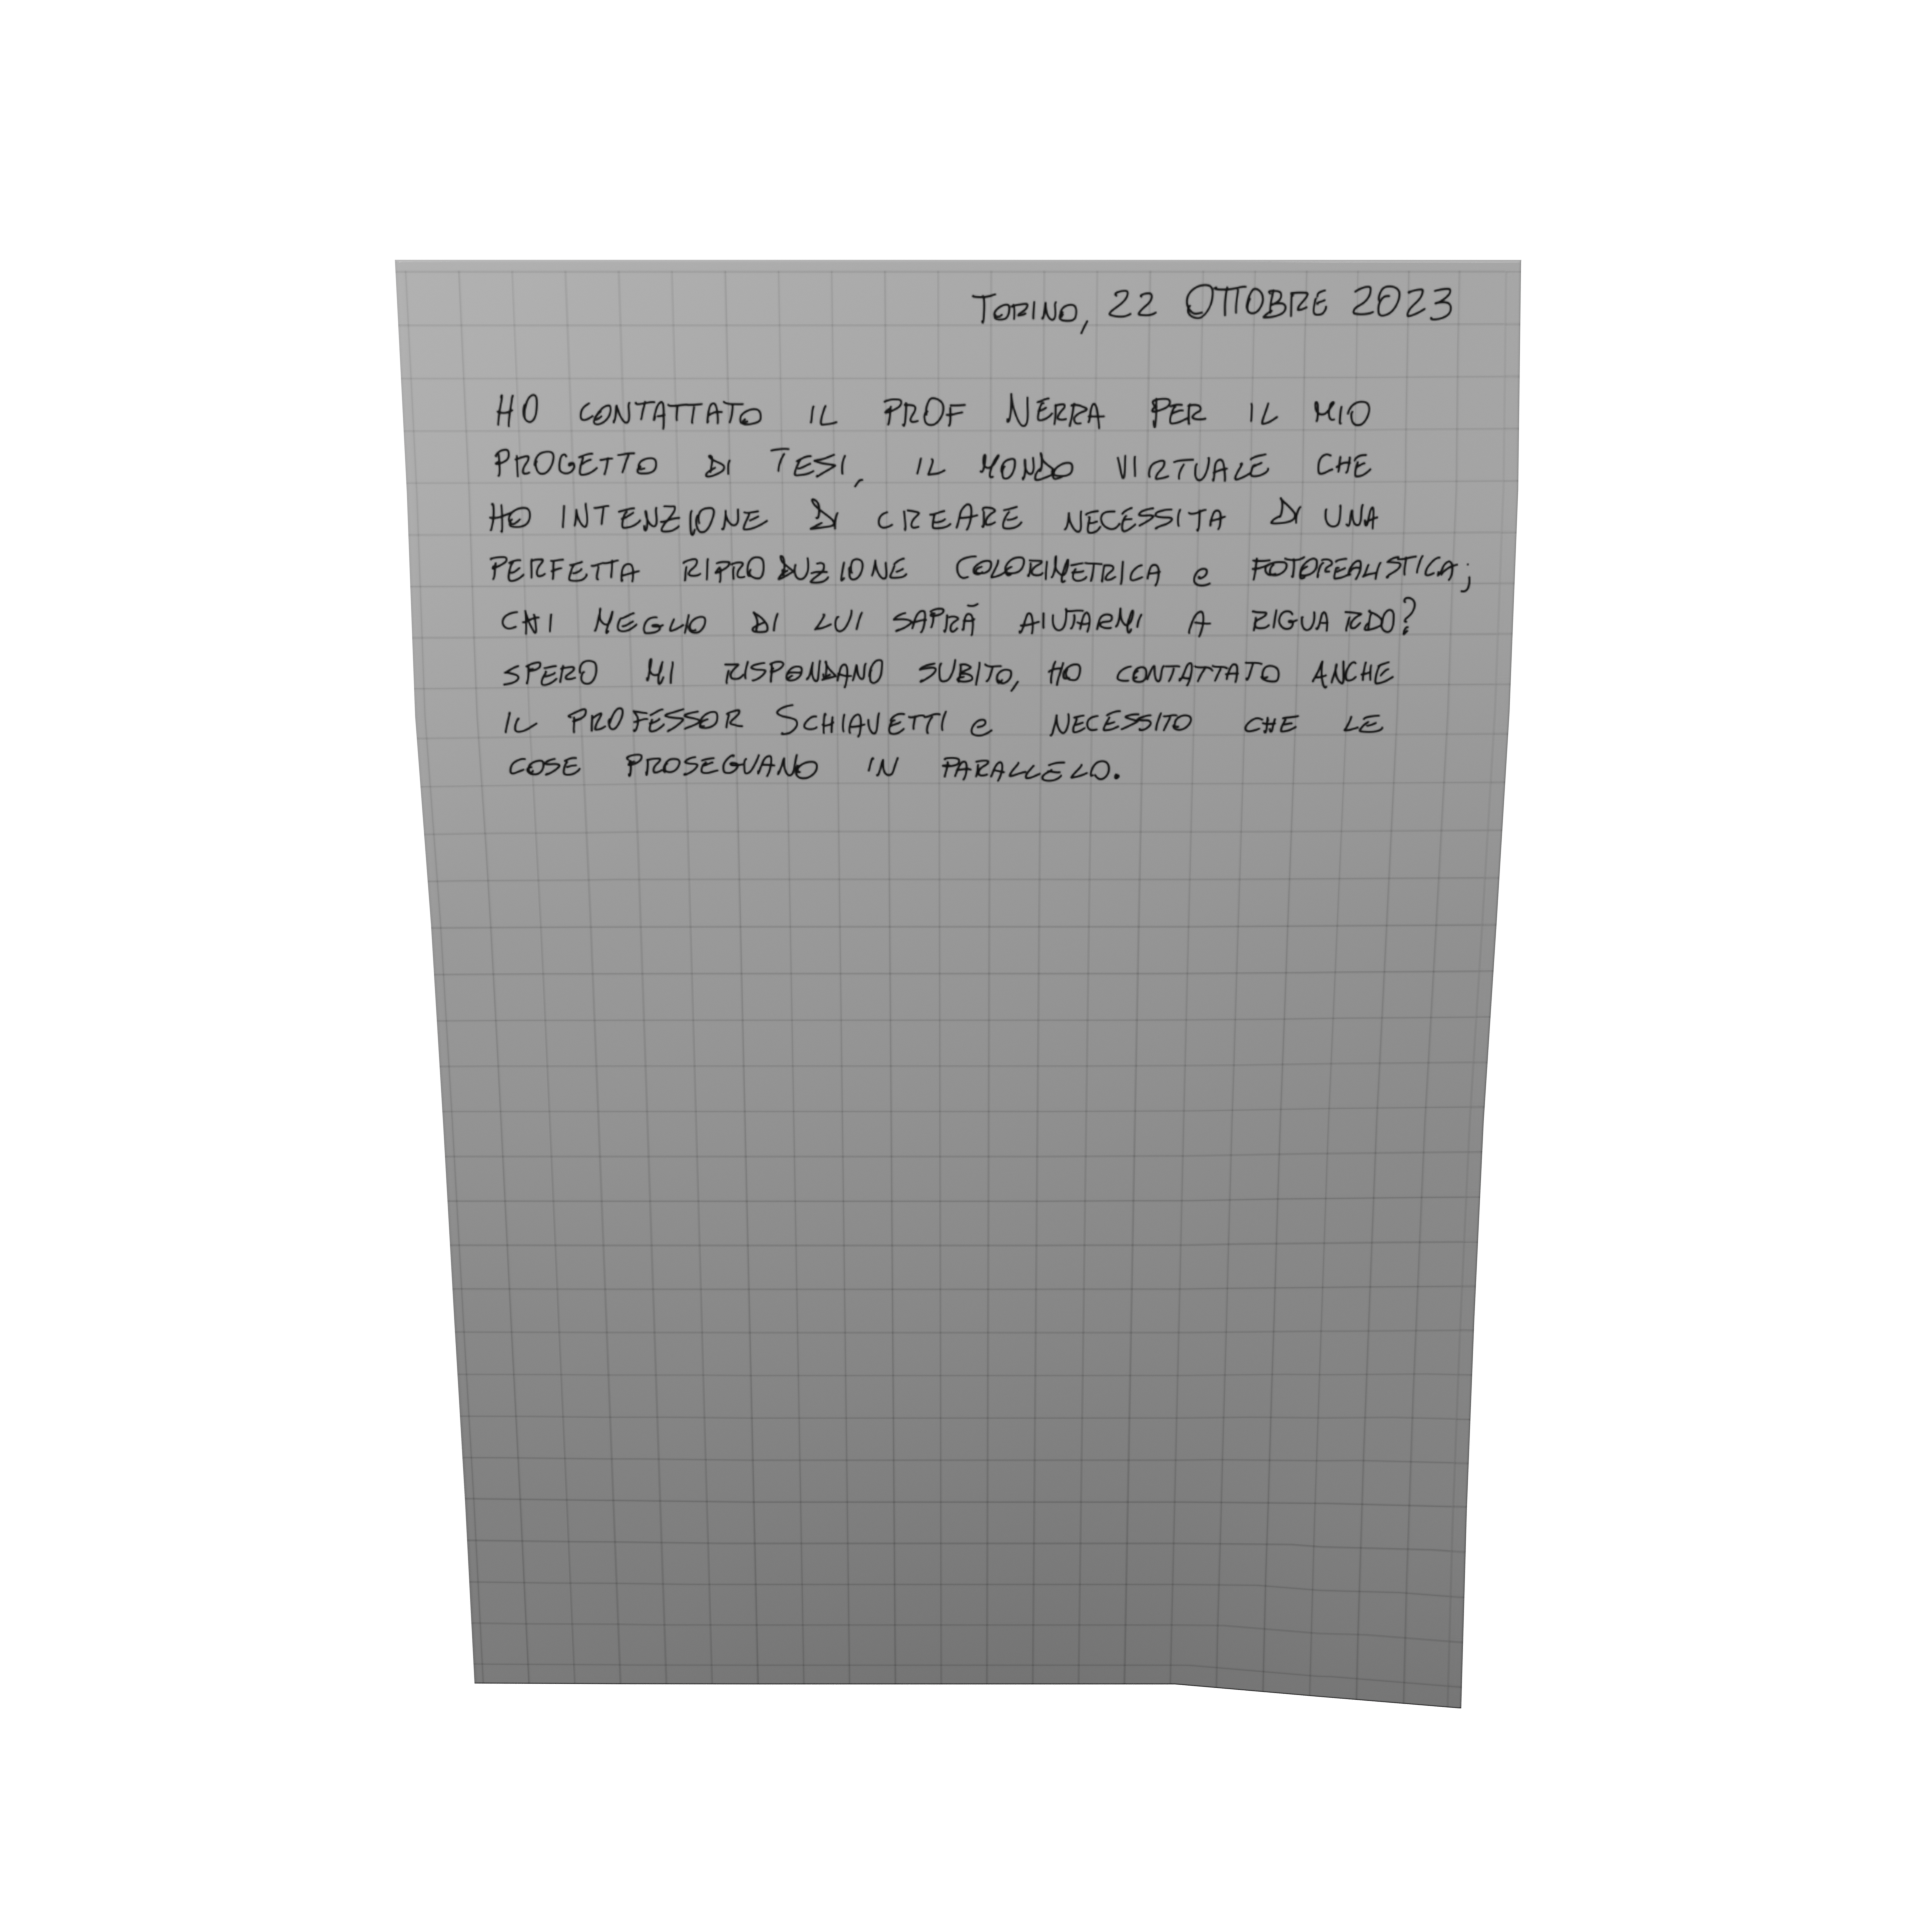 TORINO, 22 OTTOBRE 2023
HO CONTATTATO IL PROF NERRA PER IL MIO
PROGETTO DI TESI, IL MONDO VIRTUALE CHE
HO INTENZIONE DI CREARE NECESSITA DI UNA
PERFETTA RIPRODUZIONE COLORIMETRICA e FOTOREALISTICA;
CHI MEGLIO DI LUI SAPRÀ AIUTARMI A RIGUARDO?
SPERO MI RISPONDANO SUBITO, HO CONTATTATO ANCHE
IL PROFESSOR SCHIAVETTI e NECESSITO CHE LE
COSE PROSEGUANO IN PARALLELO.